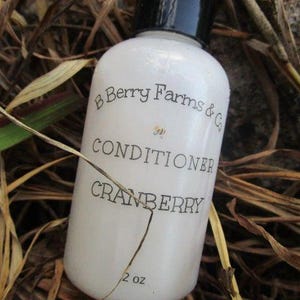 B Berry Farms & Co
CONDITIONER
CRANBERRY
2 oz